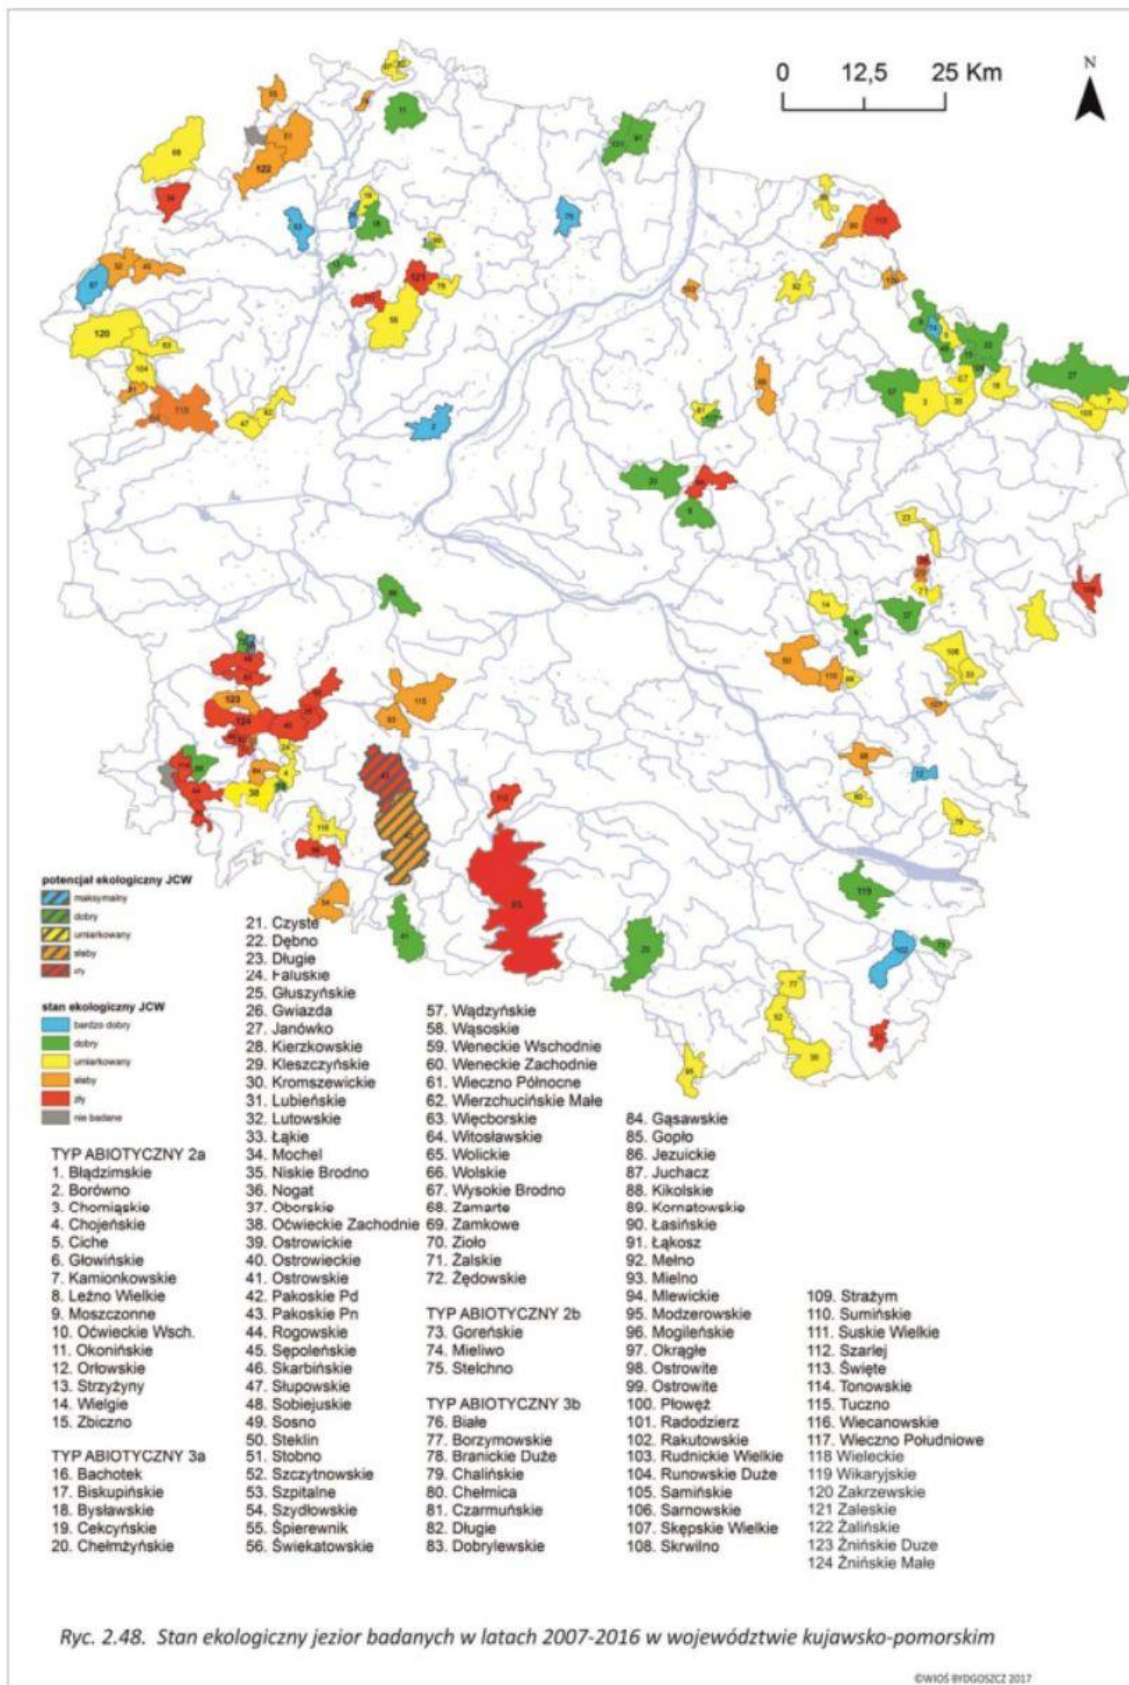 0 12,5 25 Km
N
potencjał ekologiczny JCW
maksymalny
dobry
umiarkowany
słaby
zły
stan ekologiczny JCW
bardzo dobry
dobry
umiarkowany
słaby
zły
nie badane
TYP ABIOTYCZNY 2a
1. Błądzimskie
2. Borówno
3. Chomiąskie
4. Chojeńskie
5. Ciche
6. Głowińskie
7. Kamionkowskie
8. Leźno Wielkie
9. Moszczonne
10. Oćwieckie Wsch.
11. Okonińskie
12. Orłowskie
13. Strzyżyny
14. Wielgie
15. Zbiczno
TYP ABIOTYCZNY 3a
16. Bachotek
17. Biskupińskie
18. Bysławskie
19. Cekcyńskie
20. Chełmżyńskie
21. Czyste
22. Dębno
23. Długie
24. Faluskie
25. Głuszyńskie
26. Gwiazda
27. Janówko
28. Kierzkowskie
29. Kleszczyńskie
30. Kromszewickie
31. Lubieńskie
32. Lutowskie
33. Łąkie
34. Mochel
35. Niskie Brodno
36. Nogat
37. Oborskie
38. Oćwieckie Zachodnie
39. Ostrowickie
40. Ostrowieckie
41. Ostrowskie
42. Pakoskie Pd
43. Pakoskie Pn
44. Rogowskie
45. Sępoleńskie
46. Skarbińskie
47. Słupowskie
48. Sobiejuskie
49. Sosno
50. Steklin
51. Stobno
52. Szczytnowskie
53. Szpitalne
54. Szydłowskie
55. Śpierewnik
56. Świekatowskie
57. Wądzyńskie
58. Wąsoskie
59. Weneckie Wschodnie
60. Weneckie Zachodnie
61. Wieczno Północne
62. Wierzchucińskie Małe
63. Więcborskie
64. Witosławskie
65. Wolickie
66. Wolskie
67. Wysokie Brodno
68. Zamarte
69. Zamkowe
70. Zioło
71. Żalskie
72. Żędowskie
TYP ABIOTYCZNY 2b
73. Goreńskie
74. Mieliwo
75. Stelchno
TYP ABIOTYCZNY 3b
76. Białe
77. Borzymowskie
78. Branickie Duże
79. Chalińskie
80. Chełmica
81. Czarmuńskie
82. Długie
83. Dobrylewskie
84. Gąsawskie
85. Gopło
86. Jezuickie
87. Juchacz
88. Kikolskie
89. Kornatowskie
90. Łasińskie
91. Łąkosz
92. Mełno
93. Mielno
94. Mlewickie
95. Modzerowskie
96. Mogileńskie
97. Okrągłe
98. Ostrowite
99. Ostrowite
100. Płowęż
101. Radodzierz
102. Rakutowskie
103. Rudnickie Wielkie
104. Runowskie Duże
105. Samińskie
106. Sarnowskie
107. Skępskie Wielkie
108. Skrwilno
109. Strażym
110. Sumińskie
111. Suskie Wielkie
112. Szarlej
113. Święte
114. Tonowskie
115. Tuczno
116. Wiecanowskie
117. Wieczno Południowe
118 Wieleckie
119 Wikaryjskie
120 Zakrzewskie
121 Zaleskie
122 Żalińskie
123 Żnińskie Duze
124 Żnińskie Małe
Ryc. 2.48. Stan ekologiczny jezior badanych w latach 2007-2016 w województwie kujawsko-pomorskim
©WIOŚ BYDGOSZCZ 2017